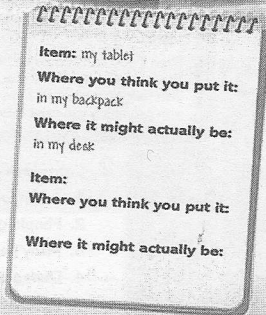 Item: my tablet
Where you think you put it:
in my backpack
Where it might actually be:
in my desk
Item:
Where you think you put it:
Where it might actually be: